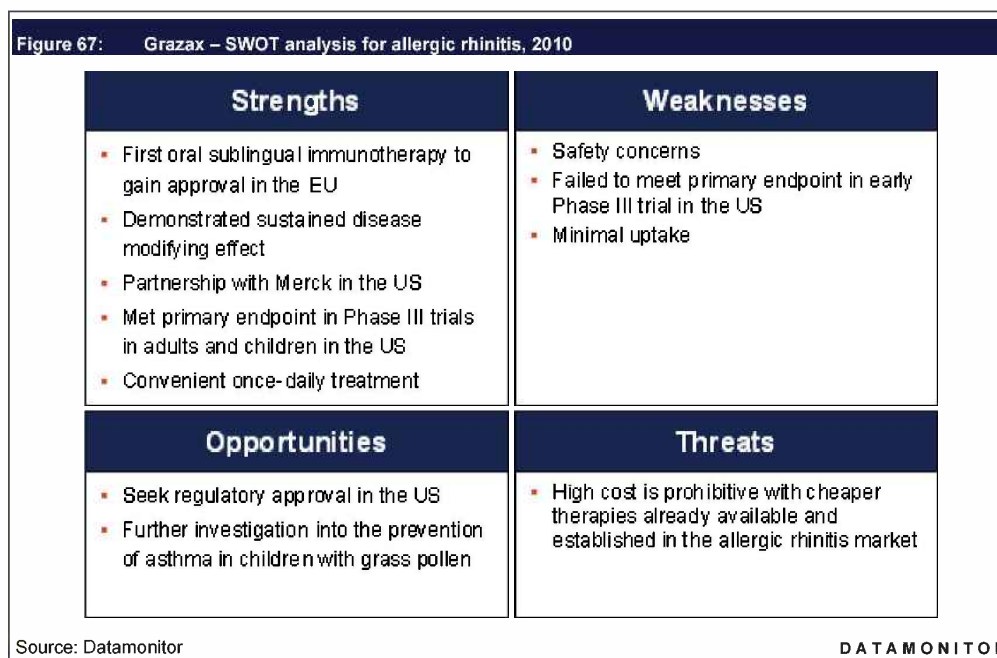 Figure 67: Grazax – SWOT analysis for allergic rhinitis, 2010
Strengths
▪ First oral sublingual immunotherapy to
gain approval in the EU
▪ Demonstrated sustained disease
modifying effect
▪ Partnership with Merck in the US
▪ Met primary endpoint in Phase III trials
in adults and children in the US
▪ Convenient once-daily treatment
Weaknesses
▪ Safety concerns
▪ Failed to meet primary endpoint in early
Phase III trial in the US
▪ Minimal uptake
Opportunities
▪ Seek regulatory approval in the US
▪ Further investigation into the prevention
of asthma in children with grass pollen
Threats
▪ High cost is prohibitive with cheaper
therapies already available and
established in the allergic rhinitis market
Source: Datamonitor
DATAMONITOR